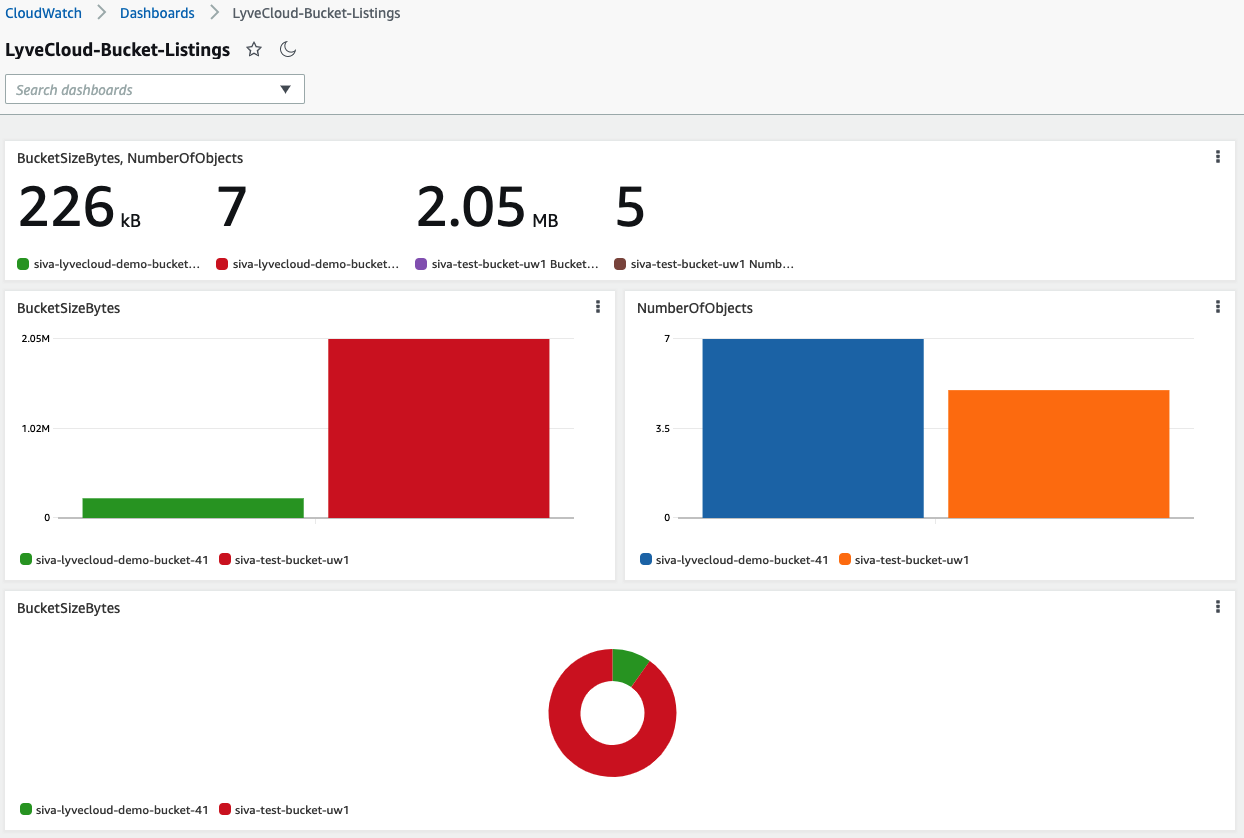 CloudWatch > Dashboards > LyveCloud-Bucket-Listings
LyveCloud-Bucket-Listings
Search dashboards
BucketSizeBytes, NumberOfObjects
226 kB 7 2.05 MB 5
siva-lyvecloud-demo-bucket... siva-lyvecloud-demo-bucket... siva-test-bucket-uw1 Bucket... siva-test-bucket-uw1 Numb...
BucketSizeBytes
2.05M
1.02M
0
siva-lyvecloud-demo-bucket-41 siva-test-bucket-uw1
NumberOfObjects
7
3.5
0
siva-lyvecloud-demo-bucket-41 siva-test-bucket-uw1
BucketSizeBytes
siva-lyvecloud-demo-bucket-41 siva-test-bucket-uw1